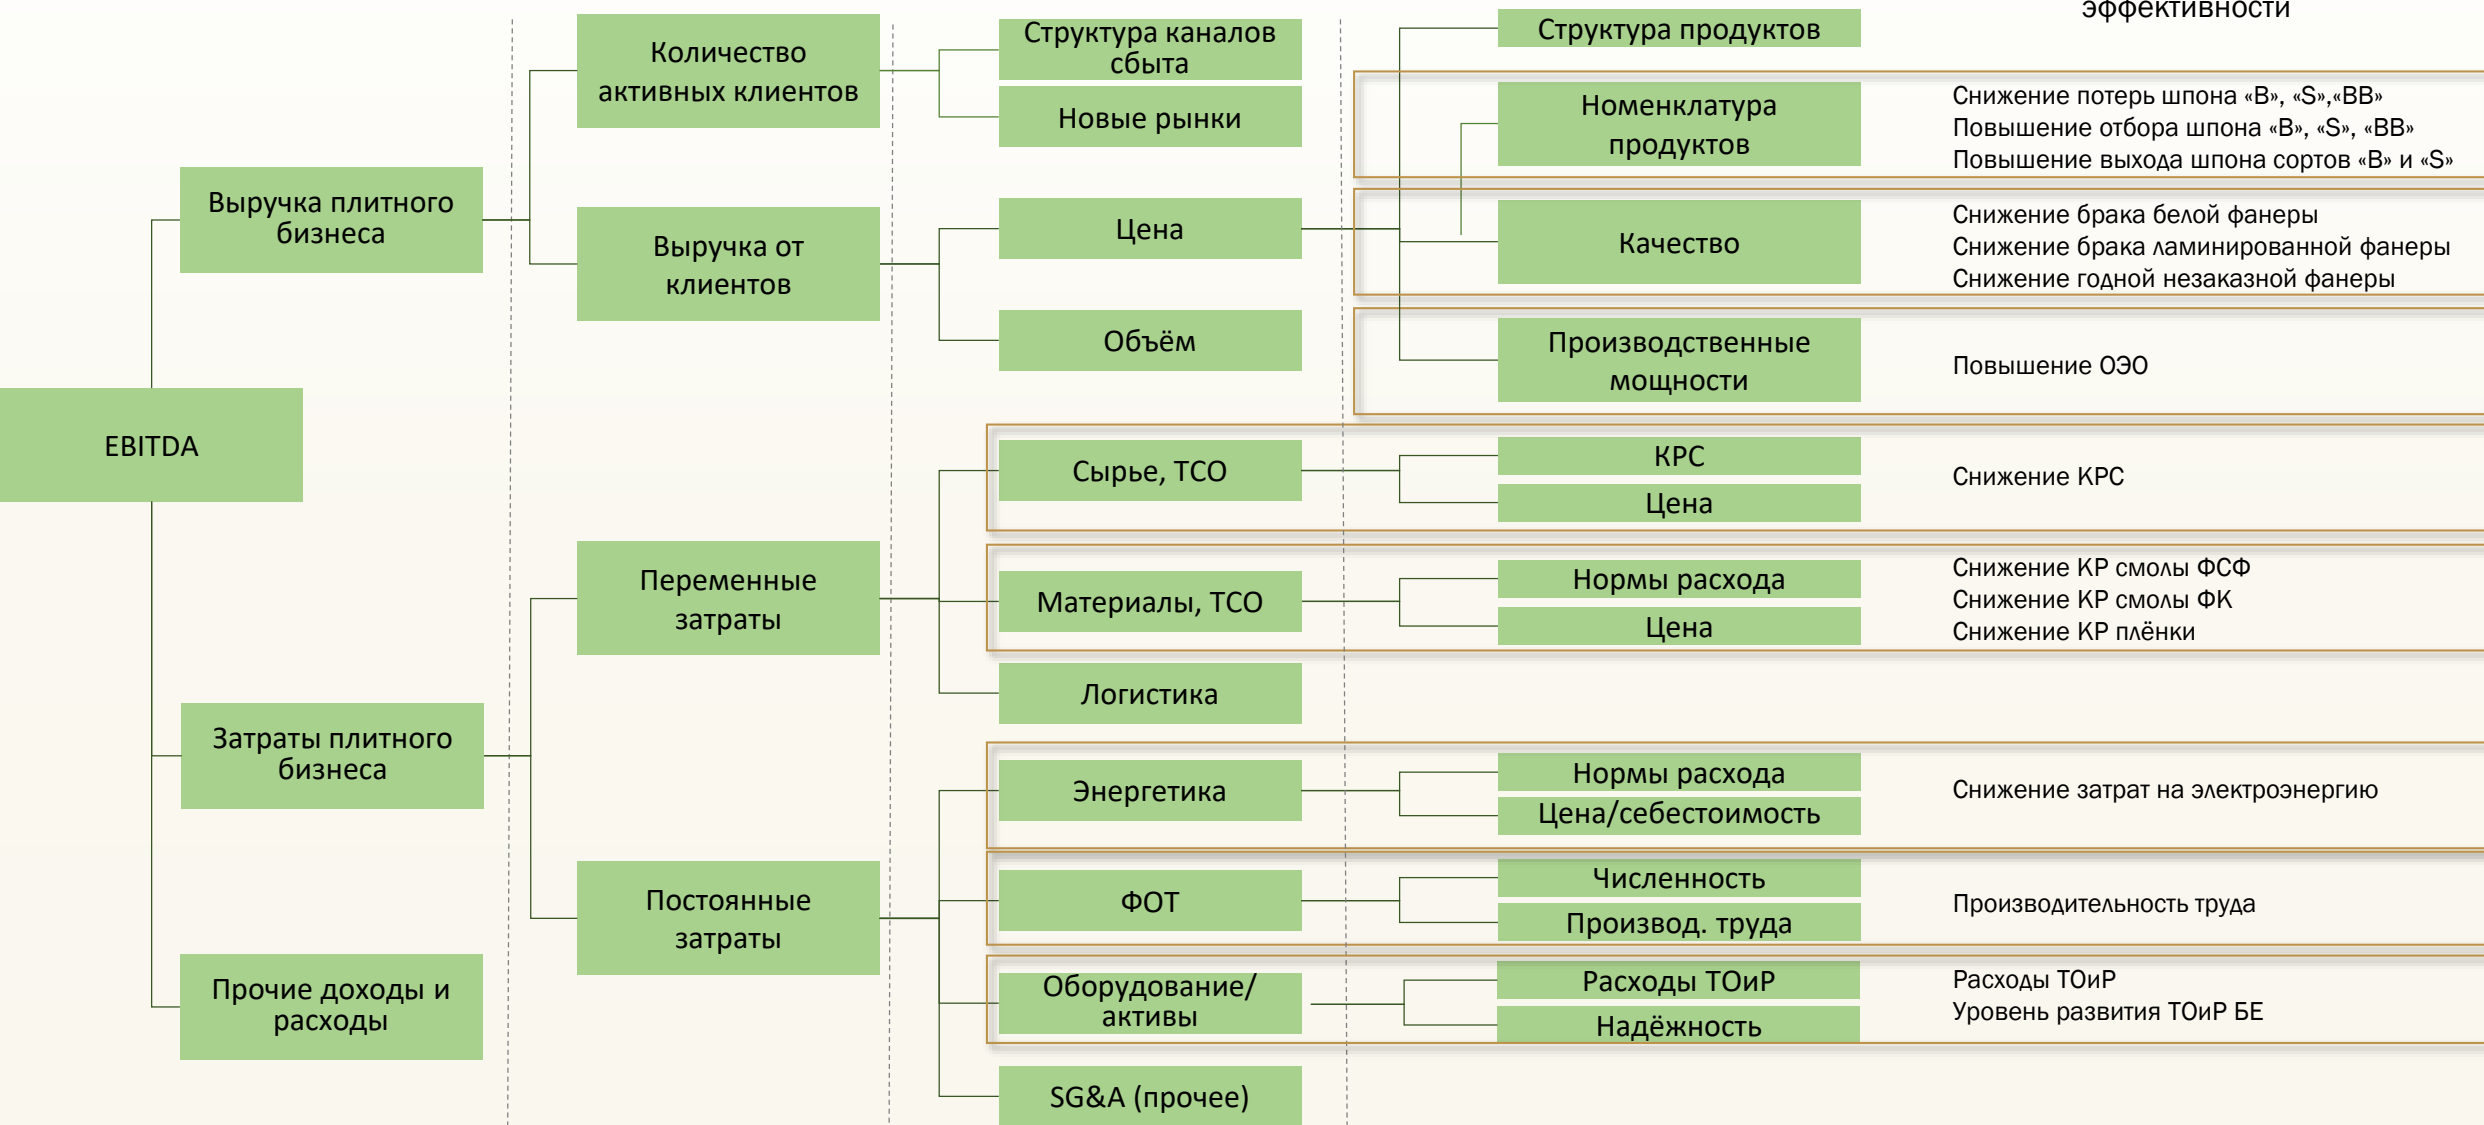 эффективности
Структура продуктов
Количество
активных клиентов
Структура каналов
сбыта
Новые рынки
Номенклатура
продуктов
Снижение потерь шпона «В», «S»,«ВВ»
Повышение отбора шпона «В», «S», «ВВ»
Повышение выхода шпона сортов «В» и «S»
Выручка плитного
бизнеса
Выручка от
клиентов
Цена
Качество
Снижение брака белой фанеры
Снижение брака ламинированной фанеры
Снижение годной незаказной фанеры
Объём
Производственные
мощности
Повышение ОЭО
EBITDA
Сырье, ТСО
КРС
Цена
Снижение КРС
Переменные
затраты
Материалы, ТСО
Нормы расхода
Цена
Снижение КР смолы ФСФ
Снижение КР смолы ФК
Снижение КР плёнки
Логистика
Затраты плитного
бизнеса
Энергетика
Нормы расхода
Цена/себестоимость
Снижение затрат на электроэнергию
Постоянные
затраты
ФОТ
Численность
Производ. труда
Производительность труда
Прочие доходы и
расходы
Оборудование/
активы
Расходы ТОиР
Надёжность
Расходы ТОиР
Уровень развития ТОиР БЕ
SG&A (прочее)